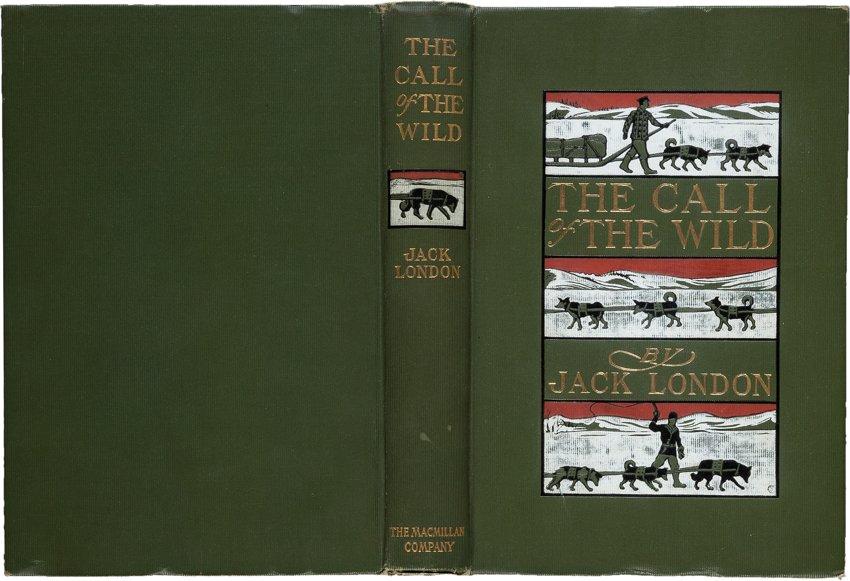 THE
CALL
of THE
WILD
JACK
LONDON
THE MACMILLAN
COMPANY
THE CALL
of THE WILD
BY
JACK LONDON